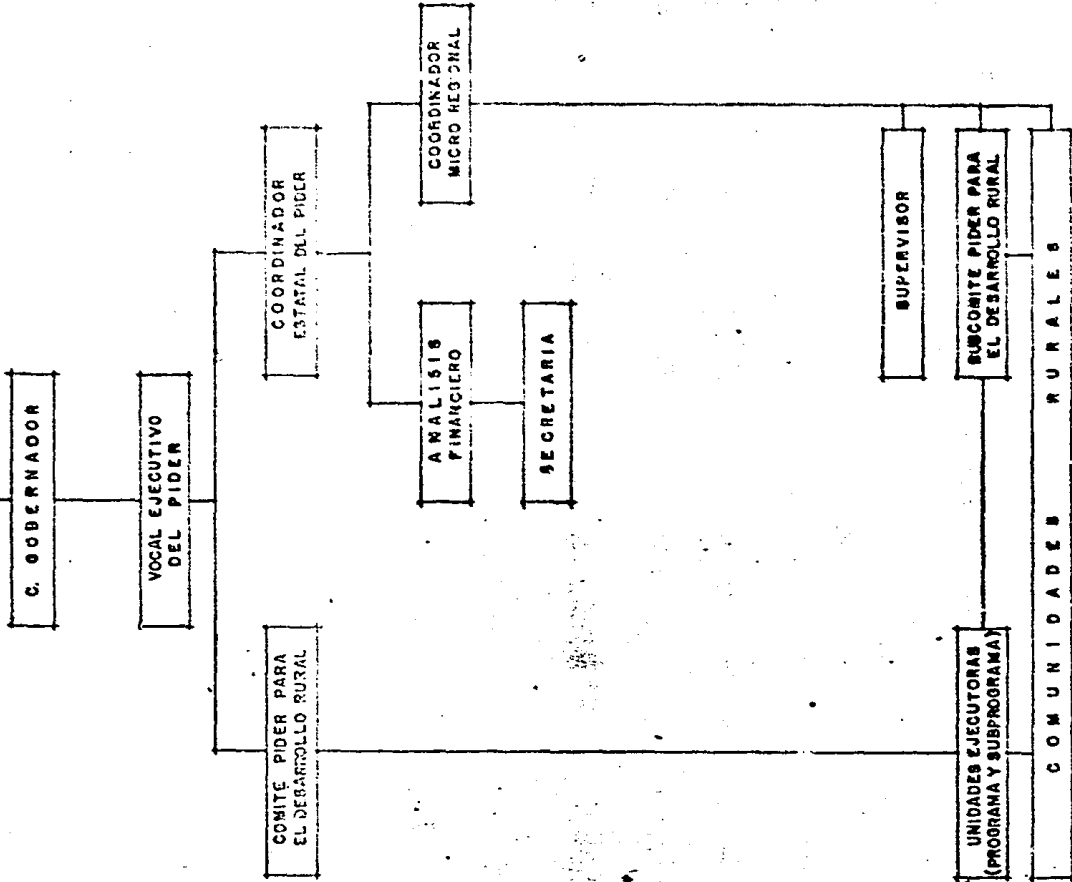 C. GOBERNADOR
VOCAL EJECUTIVO
DEL PIDER
COMITE PIDER PARA
EL DESARROLLO RURAL
COORDINADOR
ESTATAL DEL PIDER
ANALISIS
FINANCIERO
COORDINADOR
MICRO REGIONAL
SECRETARIA
SUPERVISOR
UNIDADES EJECUTORAS
(PROGRAMA Y SUBPROGRAMA)
SUBCOMITE PIDER PARA
EL DESARROLLO RURAL
COMUNIDADES RURALES